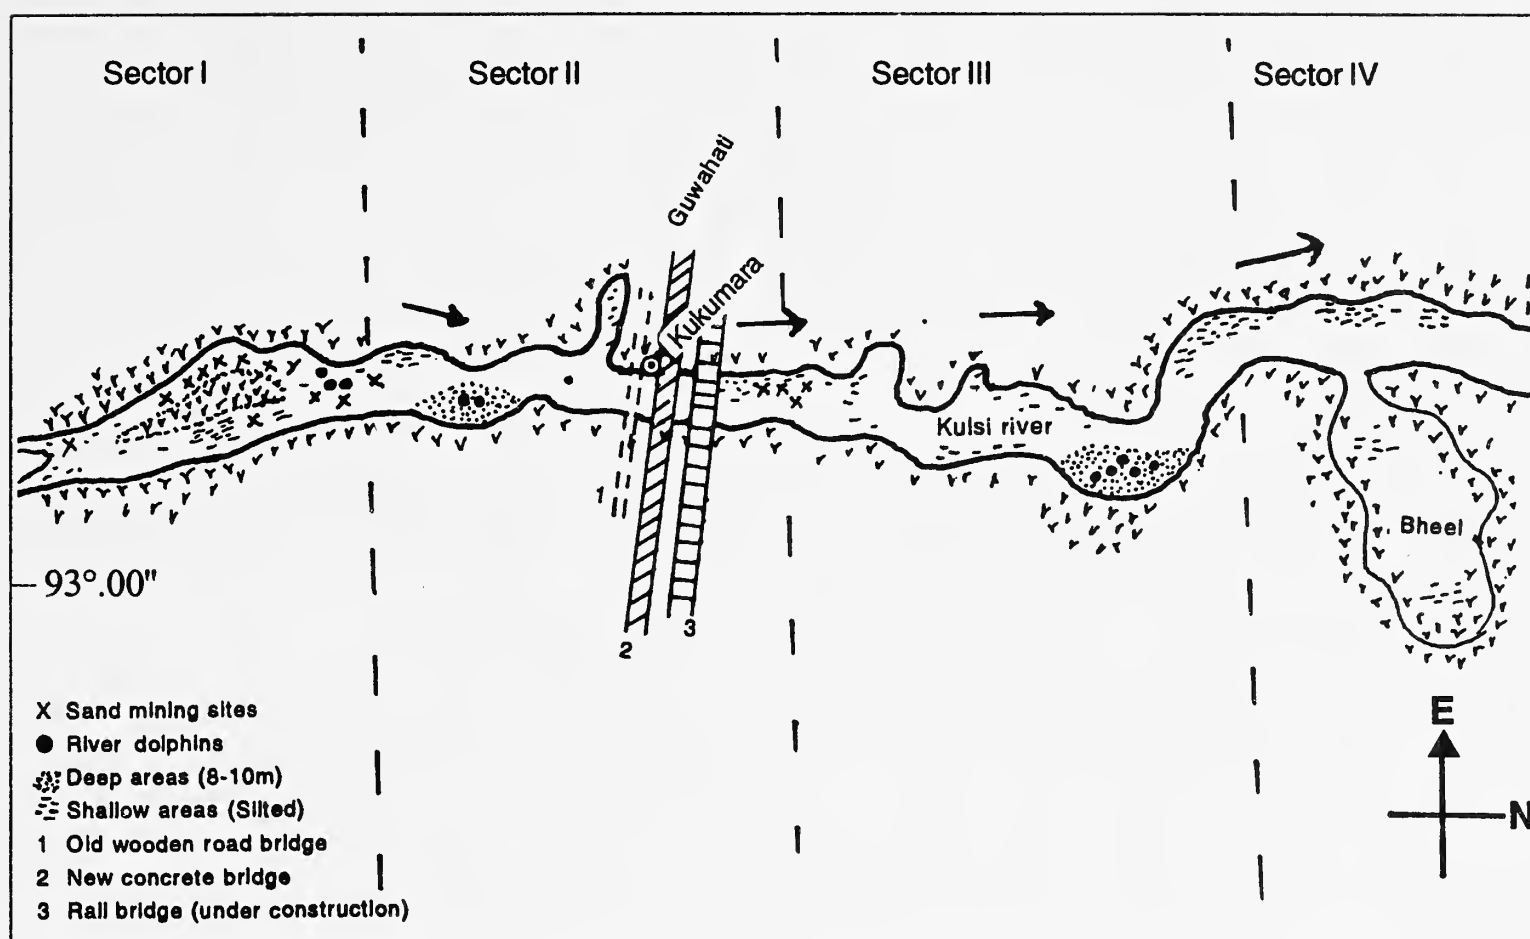 Sector I
Sector II
Sector III
Sector IV
Guwahati
Kukumara
Kulsi river
Bheel
1
2
3
93°.00"
X Sand mining sites
River dolphins
Deep areas (8-10m)
Shallow areas (Silted)
1 Old wooden road bridge
2 New concrete bridge
3 Rail bridge (under construction)
E
N